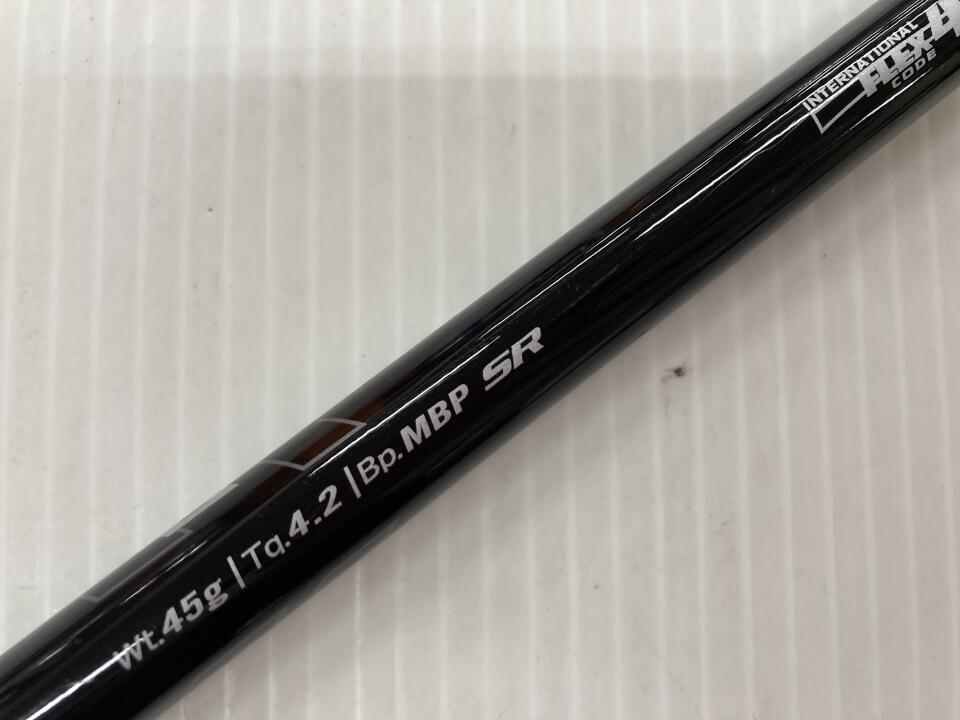 INTERNATIONAL
FLEX
CODE
Wt.45g|Tq.4.2|Bp.MBP SR